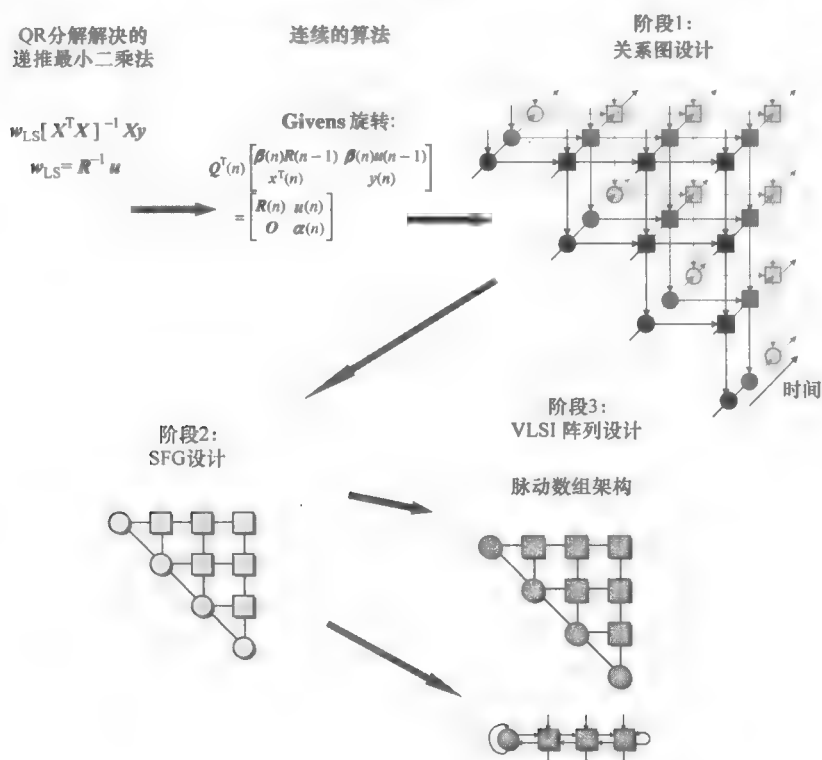 QR分解解决的
递推最小二乘法
w_LS[X^T X]^{-1} Xy
w_LS = R^{-1} u
连续的算法
Givens 旋转:
Q^T(n) [β(n)R(n−1) β(n)u(n−1)
x^T(n) y(n)]
= [R(n) u(n)
O α(n)]
阶段1:
关系图设计
时间
阶段2:
SFG设计
阶段3:
VLSI 阵列设计
脉动数组架构